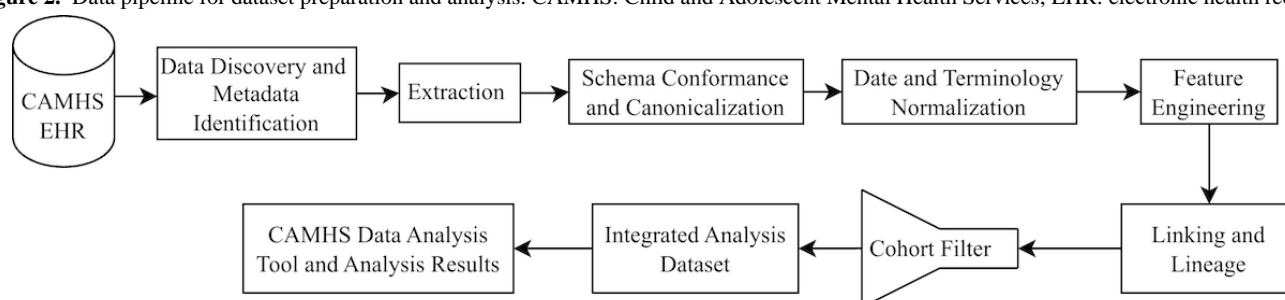 Data pipeline for dataset preparation and analysis. CAMHS: Child and Adolescent Mental Health Services; EHR: electronic health
CAMHS
EHR
Data Discovery and
Metadata
Identification
Extraction
Schema Conformance
and Canonicalization
Date and Terminology
Normalization
Feature
Engineering
Linking and
Lineage
Cohort Filter
Integrated Analysis
Dataset
CAMHS Data Analysis
Tool and Analysis Results